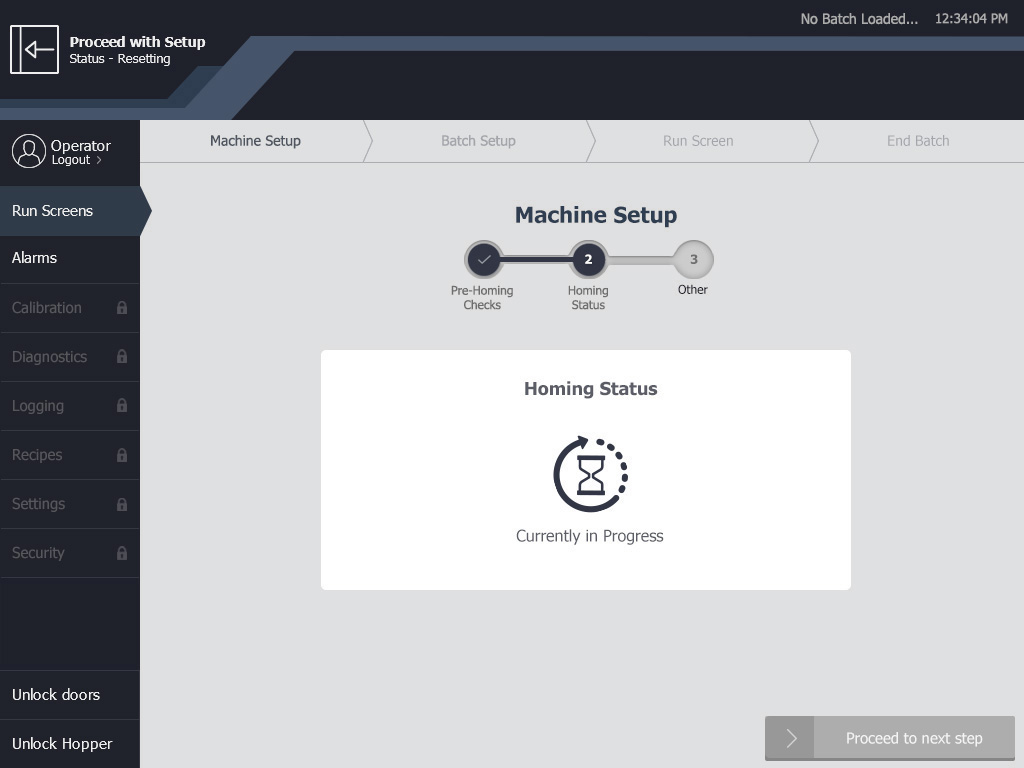 No Batch Loaded... 12:34:04 PM
Proceed with Setup
Status - Resetting
Operator
Logout >
Machine Setup
Batch Setup
Run Screen
End Batch
Run Screens
Alarms
Calibration
Diagnostics
Logging
Recipes
Settings
Security
Unlock doors
Unlock Hopper
Machine Setup
2
3
Pre-Homing
Checks
Homing
Status
Other
Homing Status
Currently in Progress
Proceed to next step